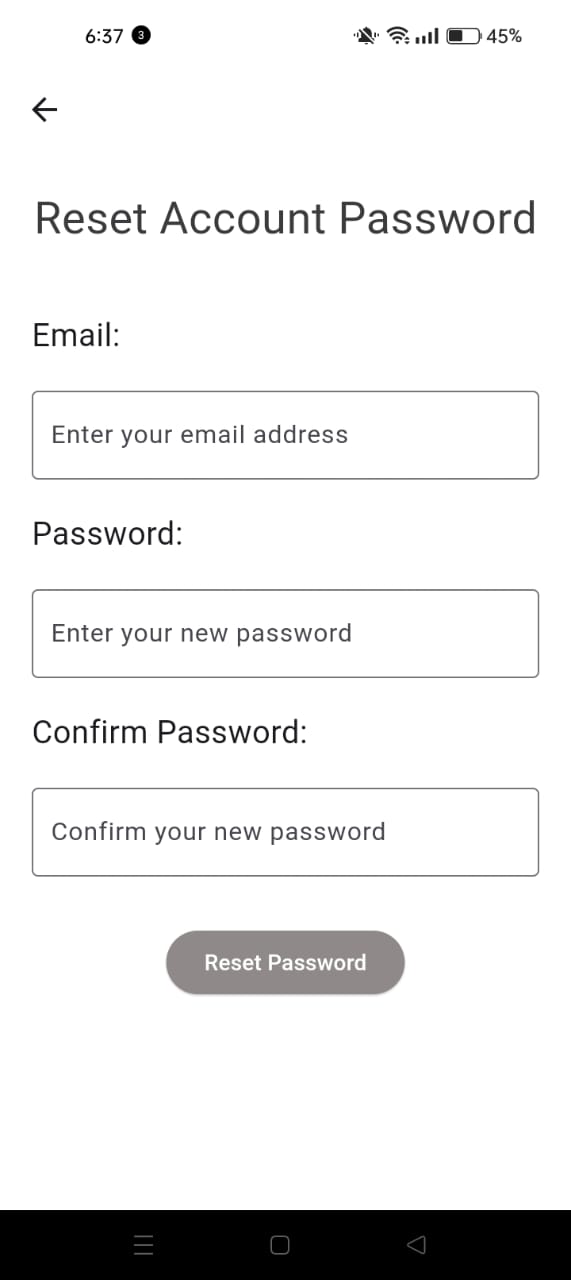 6:37 3 45%
Reset Account Password
Email:
Enter your email address
Password:
Enter your new password
Confirm Password:
Confirm your new password
Reset Password